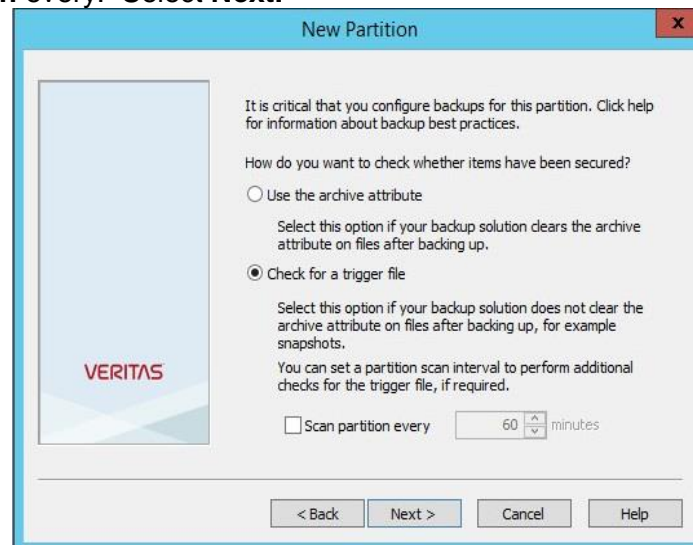 every. Select Next.
New Partition
x
It is critical that you configure backups for this partition. Click help
for information about backup best practices.
How do you want to check whether items have been secured?
Use the archive attribute
Select this option if your backup solution clears the archive
attribute on files after backing up.
Check for a trigger file
Select this option if your backup solution does not clear the
archive attribute on files after backing up, for example
snapshots.
You can set a partition scan interval to perform additional
checks for the trigger file, if required.
VERITAS
Scan partition every 60 minutes
< Back Next > Cancel Help